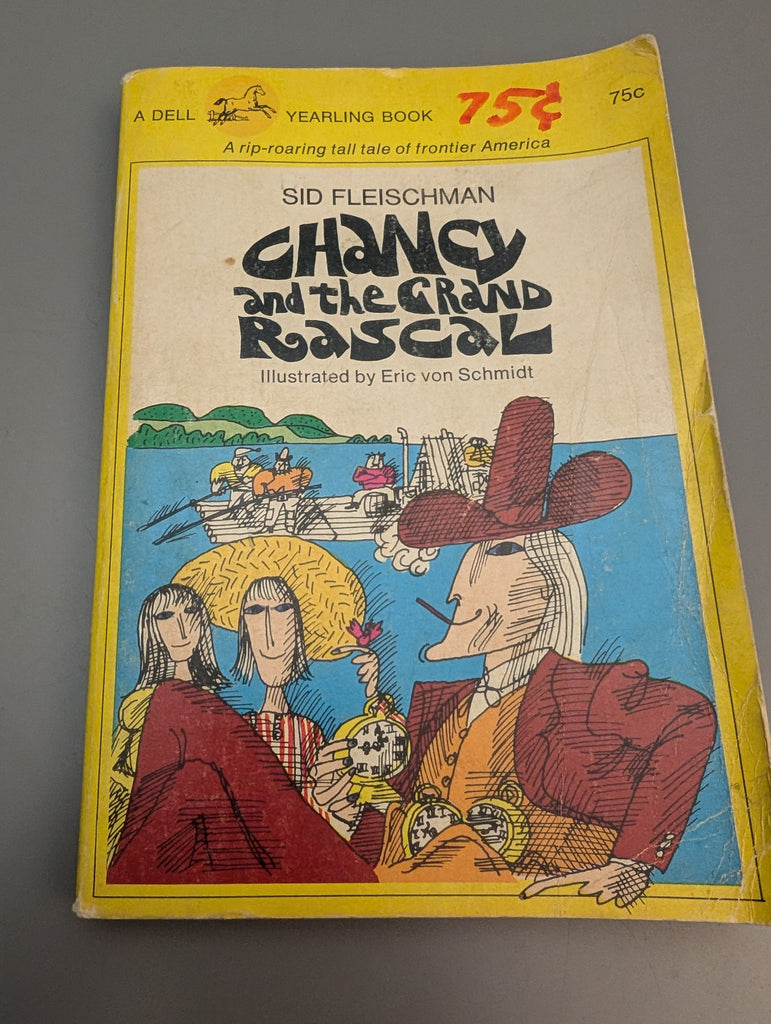 A DELL YEARLING BOOK 75¢ 75c
A rip-roaring tall tale of frontier America
SID FLEISCHMAN
CHANCY
and the GRAND
RASCAL
Illustrated by Eric von Schmidt